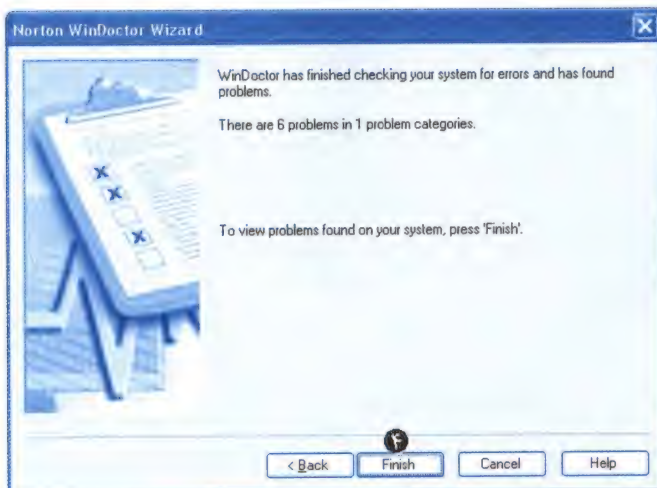 Norton WinDoctor Wizard
WinDoctor has finished checking your system for errors and has found
problems.
There are 6 problems in 1 problem categories.
To view problems found on your system, press 'Finish'.
< Back
Finish
Cancel
Help